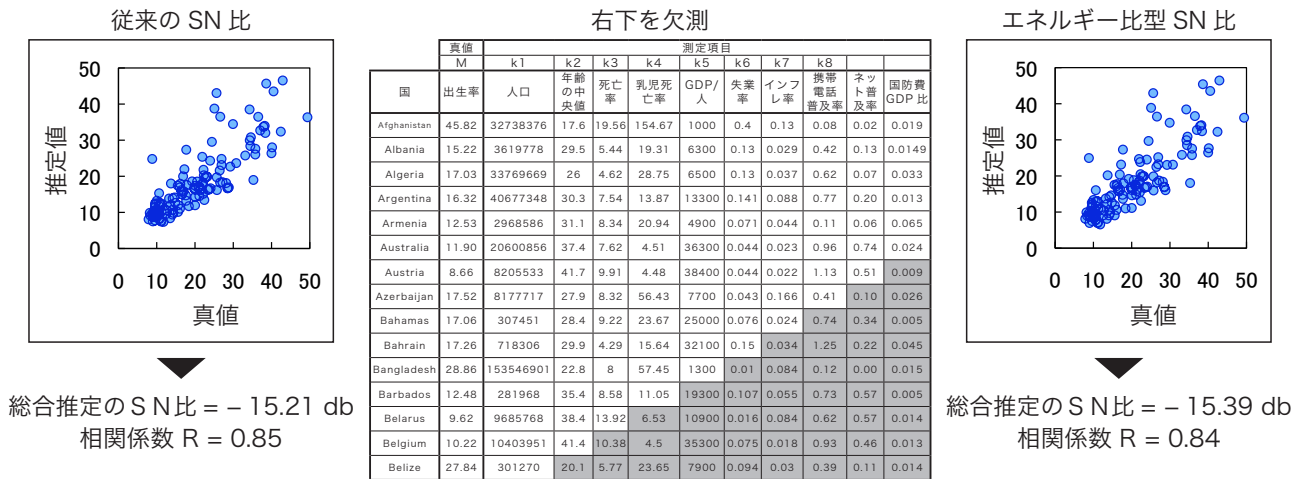 従来の SN 比
右下を欠測
エネルギー比型 SN 比
50
40
30
20
10
0
推定値
0 10 20 30 40 50
真値
総合推定のＳＮ比 = − 15.21 db
相関係数 R = 0.85
真値 測定項目
M k1 k2 k3 k4 k5 k6 k7 k8
国 出生率 人口 年齢の中央値 死亡率 乳児死亡率 GDP/人 失業率 インフレ率 携帯電話普及率 ネット普及率 国防費GDP 比
Afghanistan 45.82 32738376 17.6 19.56 154.67 1000 0.4 0.13 0.08 0.02 0.019
Albania 15.22 3619778 29.5 5.44 19.31 6300 0.13 0.029 0.42 0.13 0.0149
Algeria 17.03 33769669 26 4.62 28.75 6500 0.13 0.037 0.62 0.07 0.033
Argentina 16.32 40677348 30.3 7.54 13.87 13300 0.141 0.088 0.77 0.20 0.013
Armenia 12.53 2968586 31.1 8.34 20.94 4900 0.071 0.044 0.11 0.06 0.065
Australia 11.90 20600856 37.4 7.62 4.51 36300 0.044 0.023 0.96 0.74 0.024
Austria 8.66 8205533 41.7 9.91 4.48 38400 0.044 0.022 1.13 0.51 0.009
Azerbaijan 17.52 8177717 27.9 8.32 56.43 7700 0.043 0.166 0.41 0.10 0.026
Bahamas 17.06 307451 28.4 9.22 23.67 25000 0.076 0.024 0.74 0.34 0.005
Bahrain 17.26 718306 29.9 4.29 15.64 32100 0.15 0.034 1.25 0.22 0.045
Bangladesh 28.86 153546901 22.8 8 57.45 1300 0.01 0.084 0.12 0.00 0.015
Barbados 12.48 281968 35.4 8.58 11.05 19300 0.107 0.055 0.73 0.57 0.005
Belarus 9.62 9685768 38.4 13.92 6.53 10900 0.016 0.084 0.62 0.57 0.014
Belgium 10.22 10403951 41.4 10.38 4.5 35300 0.075 0.018 0.93 0.46 0.013
Belize 27.84 301270 20.1 5.77 23.65 7900 0.094 0.03 0.39 0.11 0.014
50
40
30
20
10
0
推定値
0 10 20 30 40 50
真値
総合推定のＳＮ比 = − 15.39 db
相関係数 R = 0.84